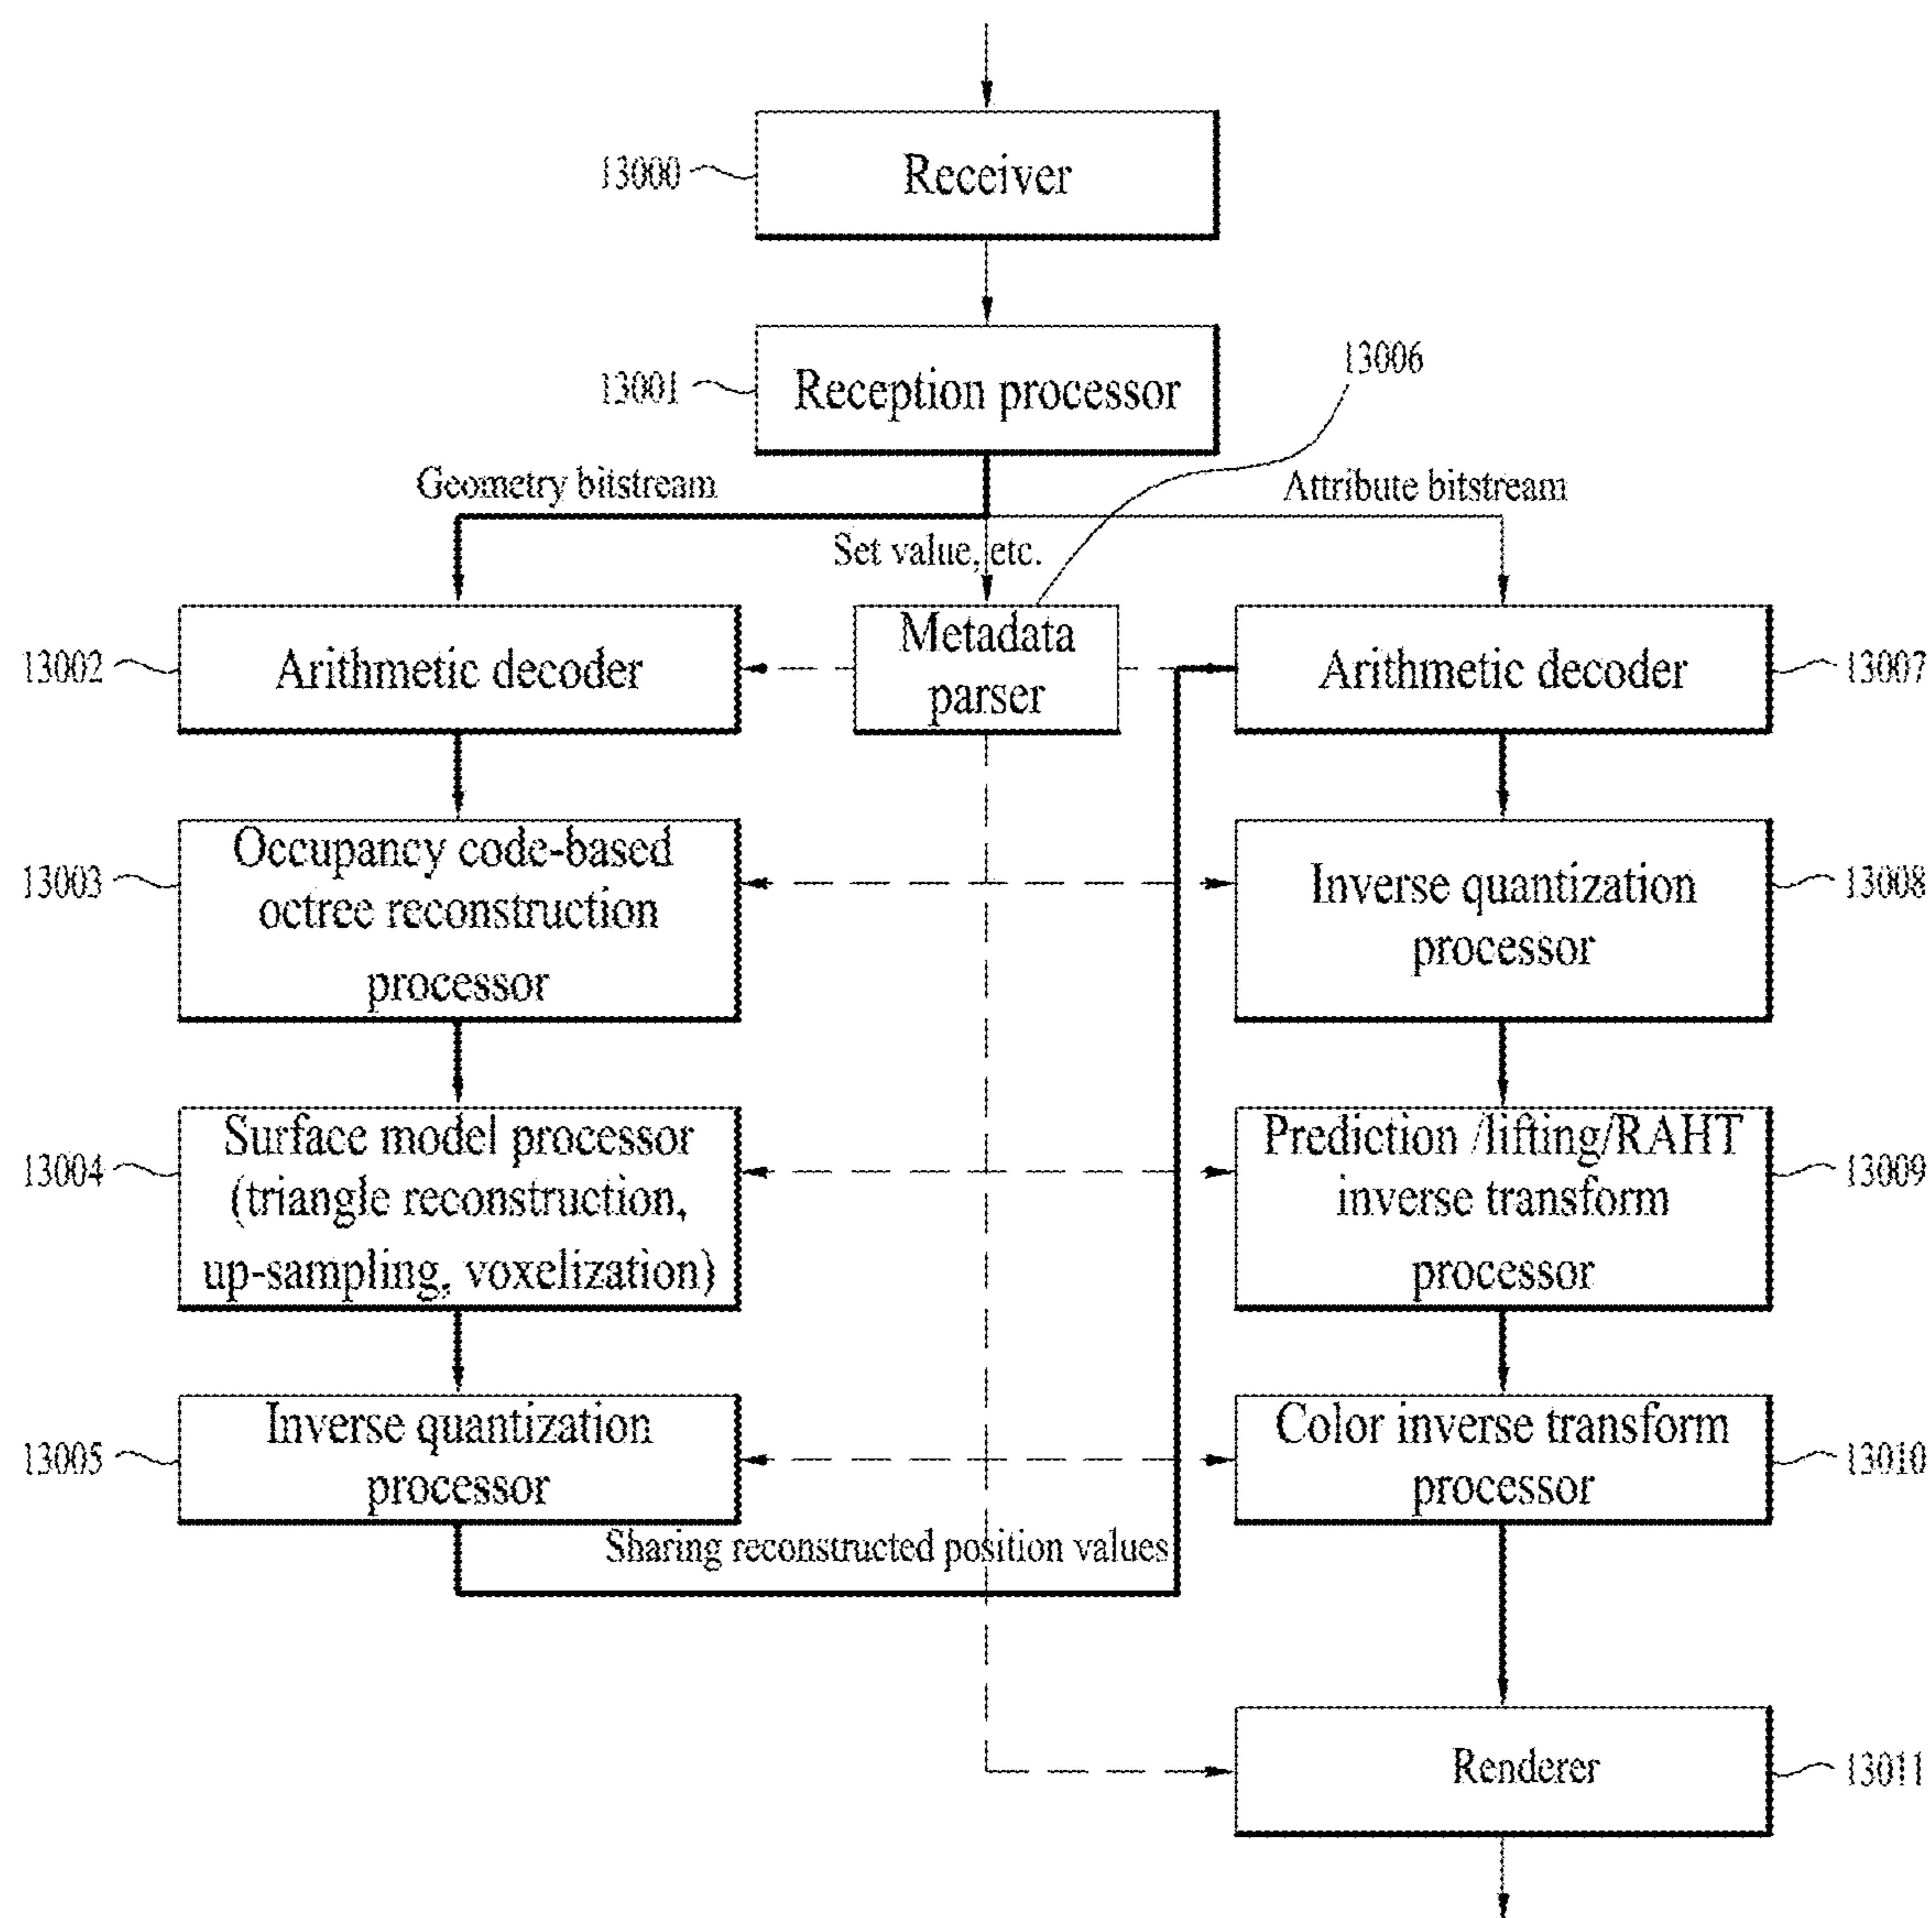 13000
Receiver
13006
13001
Reception processor
Geometry bitstream
Attribute bitstream
Set value, etc.
13002
Arithmetic decoder
Metadata
parser
Arithmetic decoder
13007
13003
Occupancy code-based
octree reconstruction
processor
Inverse quantization
processor
13008
13004
Surface model processor
(triangle reconstruction,
up-sampling, voxelization)
Prediction /lifting/RAHT
inverse transform
processor
13009
13005
Inverse quantization
processor
Color inverse transform
processor
13010
Sharing reconstructed position values
Renderer
13011